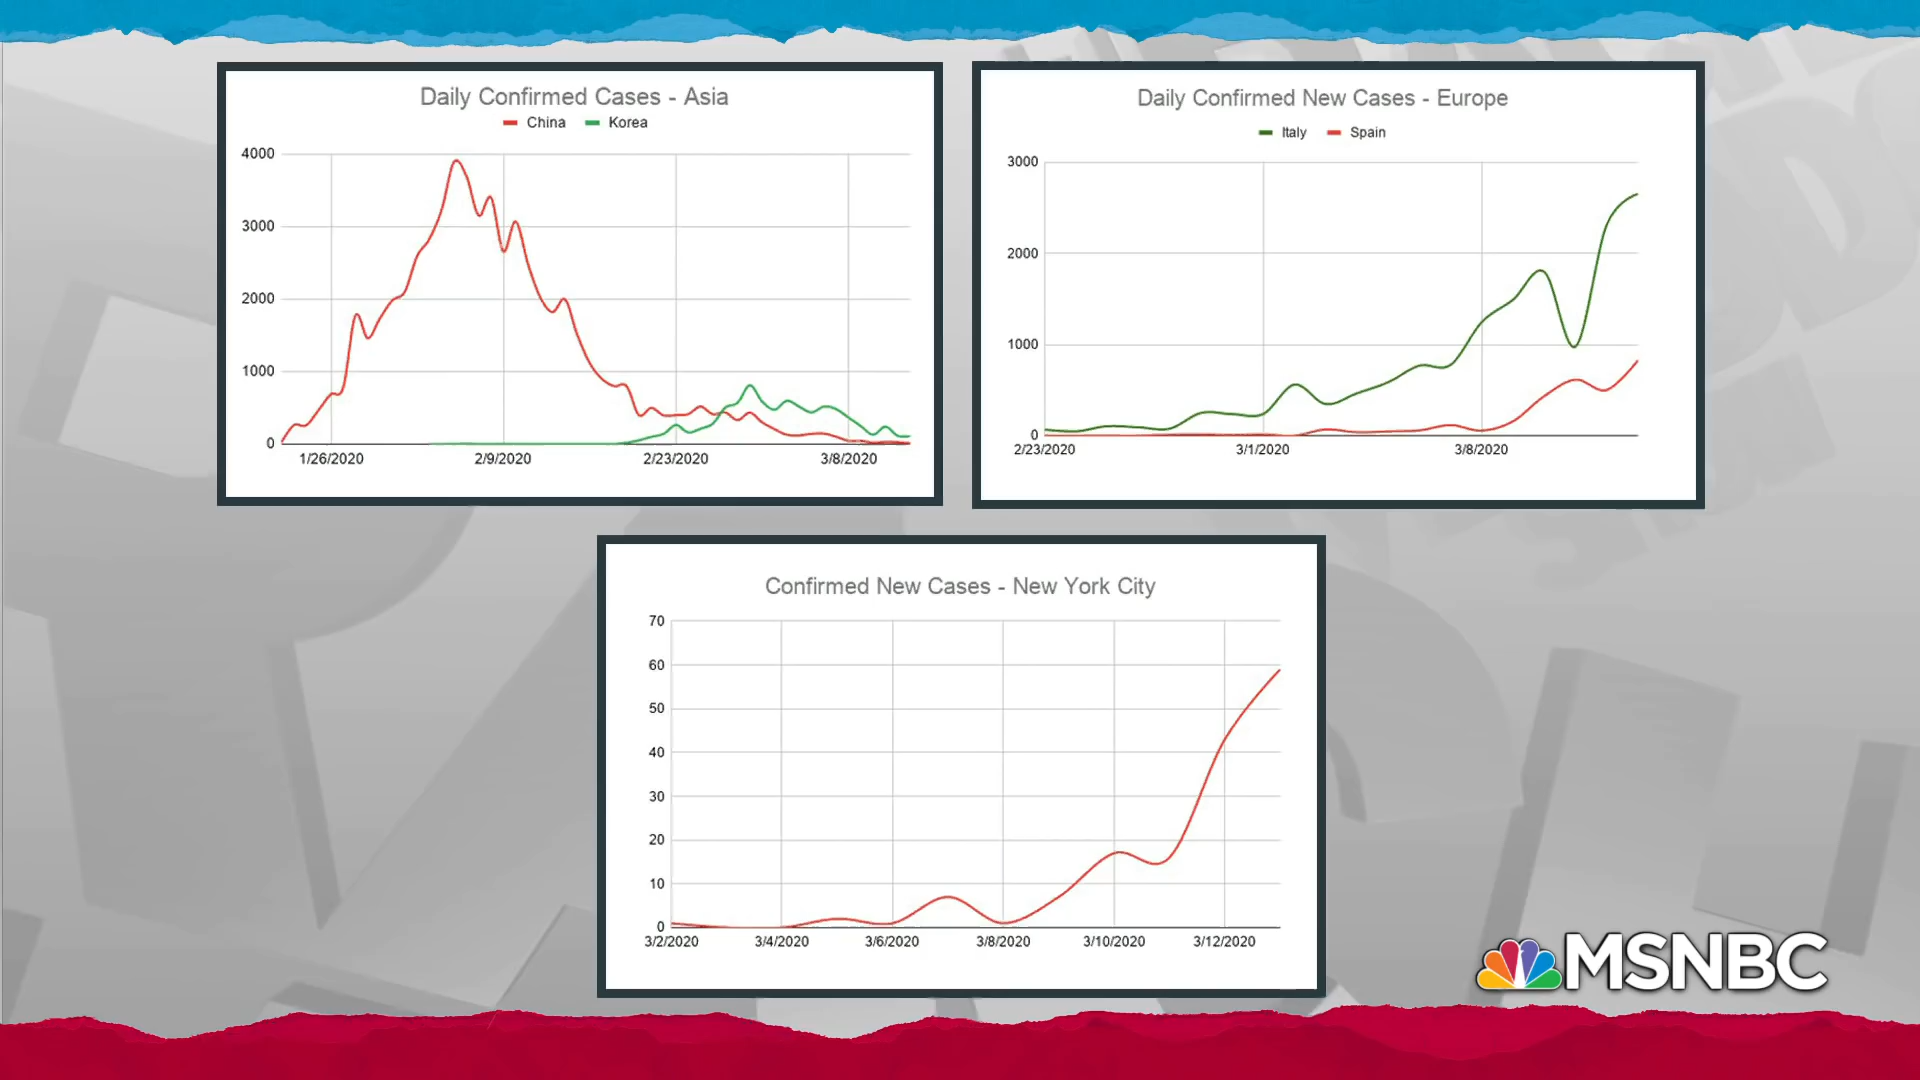 Daily Confirmed Cases - Asia
China Korea
4000
3000
2000
1000
0
1/26/2020 2/9/2020 2/23/2020 3/8/2020
Daily Confirmed New Cases - Europe
Italy Spain
3000
2000
1000
0
2/23/2020 3/1/2020 3/8/2020
Confirmed New Cases - New York City
70
60
50
40
30
20
10
0
3/2/2020 3/4/2020 3/6/2020 3/8/2020 3/10/2020 3/12/2020
MSNBC